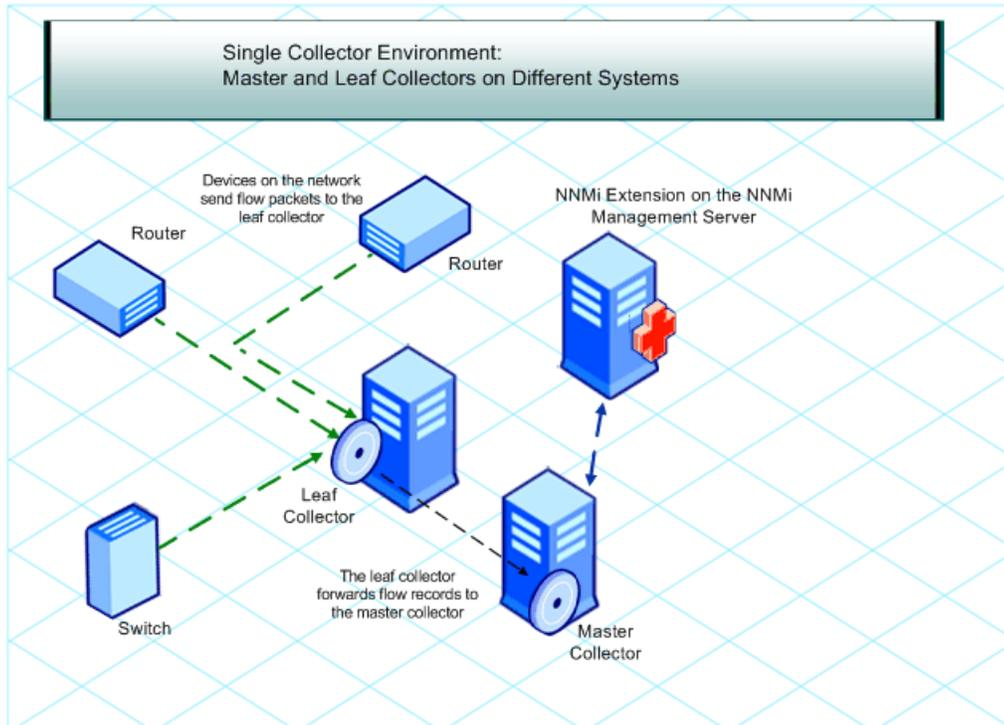 Single Collector Environment:
Master and Leaf Collectors on Different Systems
Devices on the network
send flow packets to the
leaf collector
Router
Router
NNMi Extension on the NNMi
Management Server
Leaf
Collector
Switch
The leaf collector
forwards flow records to
the master collector
Master
Collector